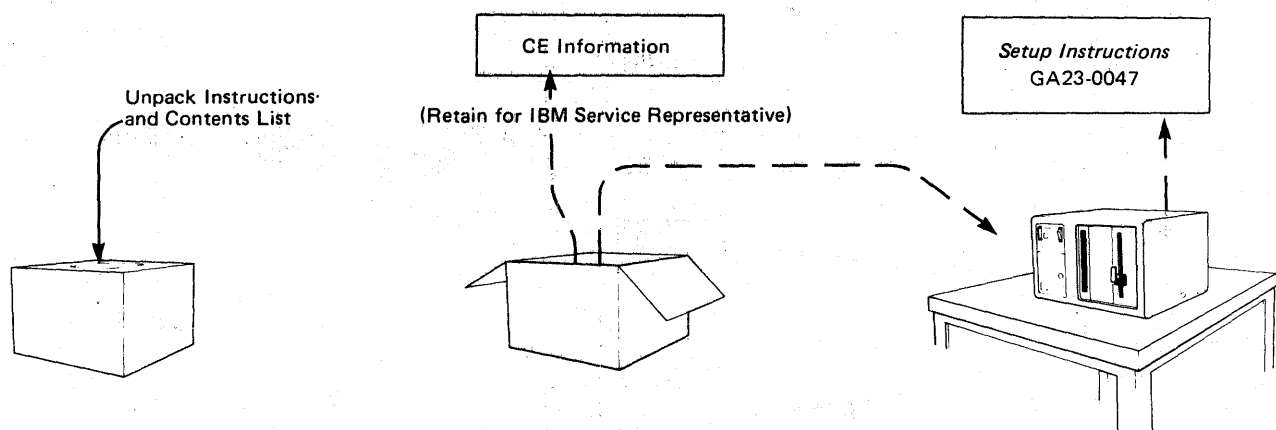 Unpack Instructions
and Contents List
CE Information
(Retain for IBM Service Representative)
Setup Instructions
GA23-0047